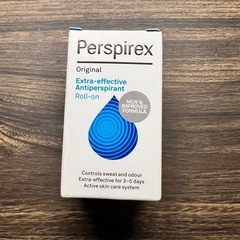 Perspirex
Original
Extra-effective
Antiperspirant
Roll-on
NEW &
IMPROVED
FORMULA
Controls sweat and odour
Extra-effective for 3-5 days
Active skin care system